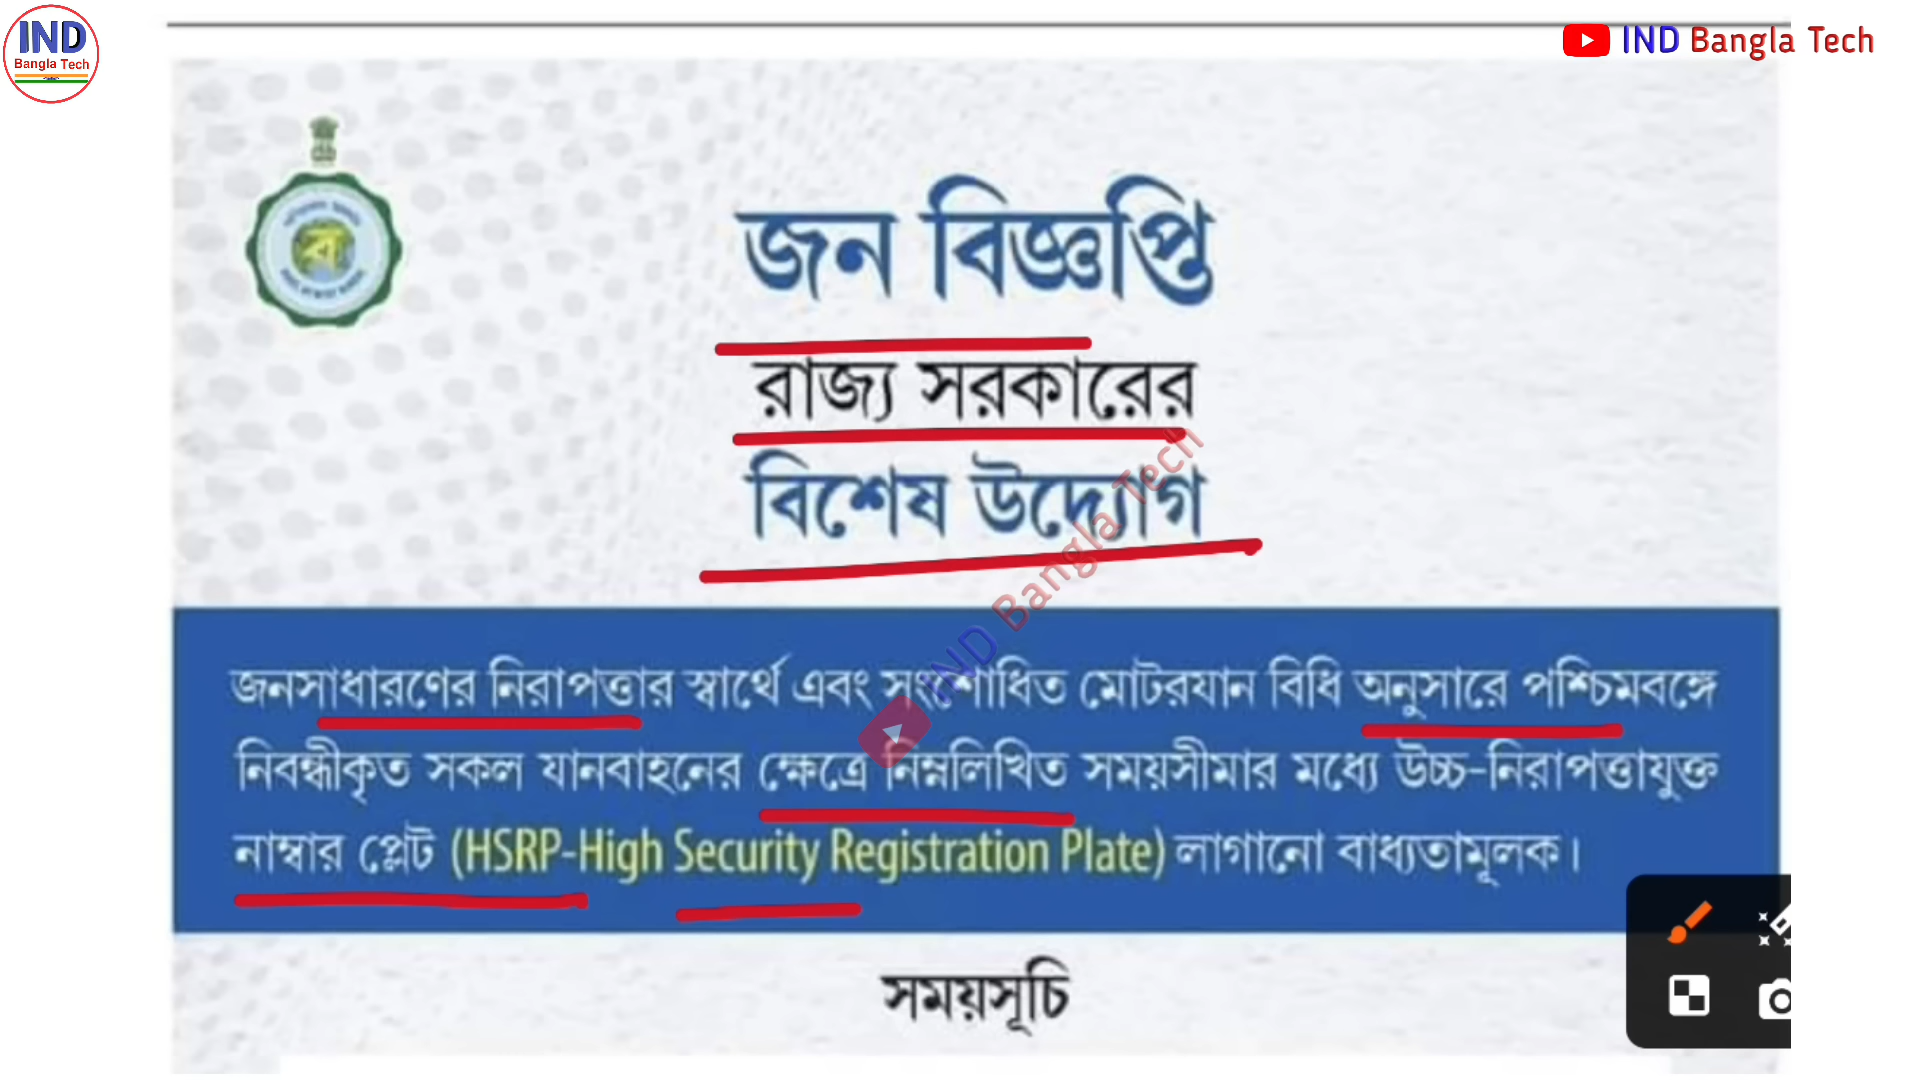 IND
Bangla Tech
IND Bangla Tech
জন বিজ্ঞপ্তি
রাজ্য সরকারের
বিশেষ উদ্যোগ
IND Bangla Tech
জনসাধারণের নিরাপত্তার স্বার্থে এবং সংশোধিত মোটরযান বিধি অনুসারে পশ্চিমবঙ্গে
নিবন্ধীকৃত সকল যানবাহনের ক্ষেত্রে নিম্নলিখিত সময়সীমার মধ্যে উচ্চ-নিরাপত্তাযুক্ত
নাম্বার প্লেট (HSRP-High Security Registration Plate) লাগানো বাধ্যতামূলক।
সময়সূচি